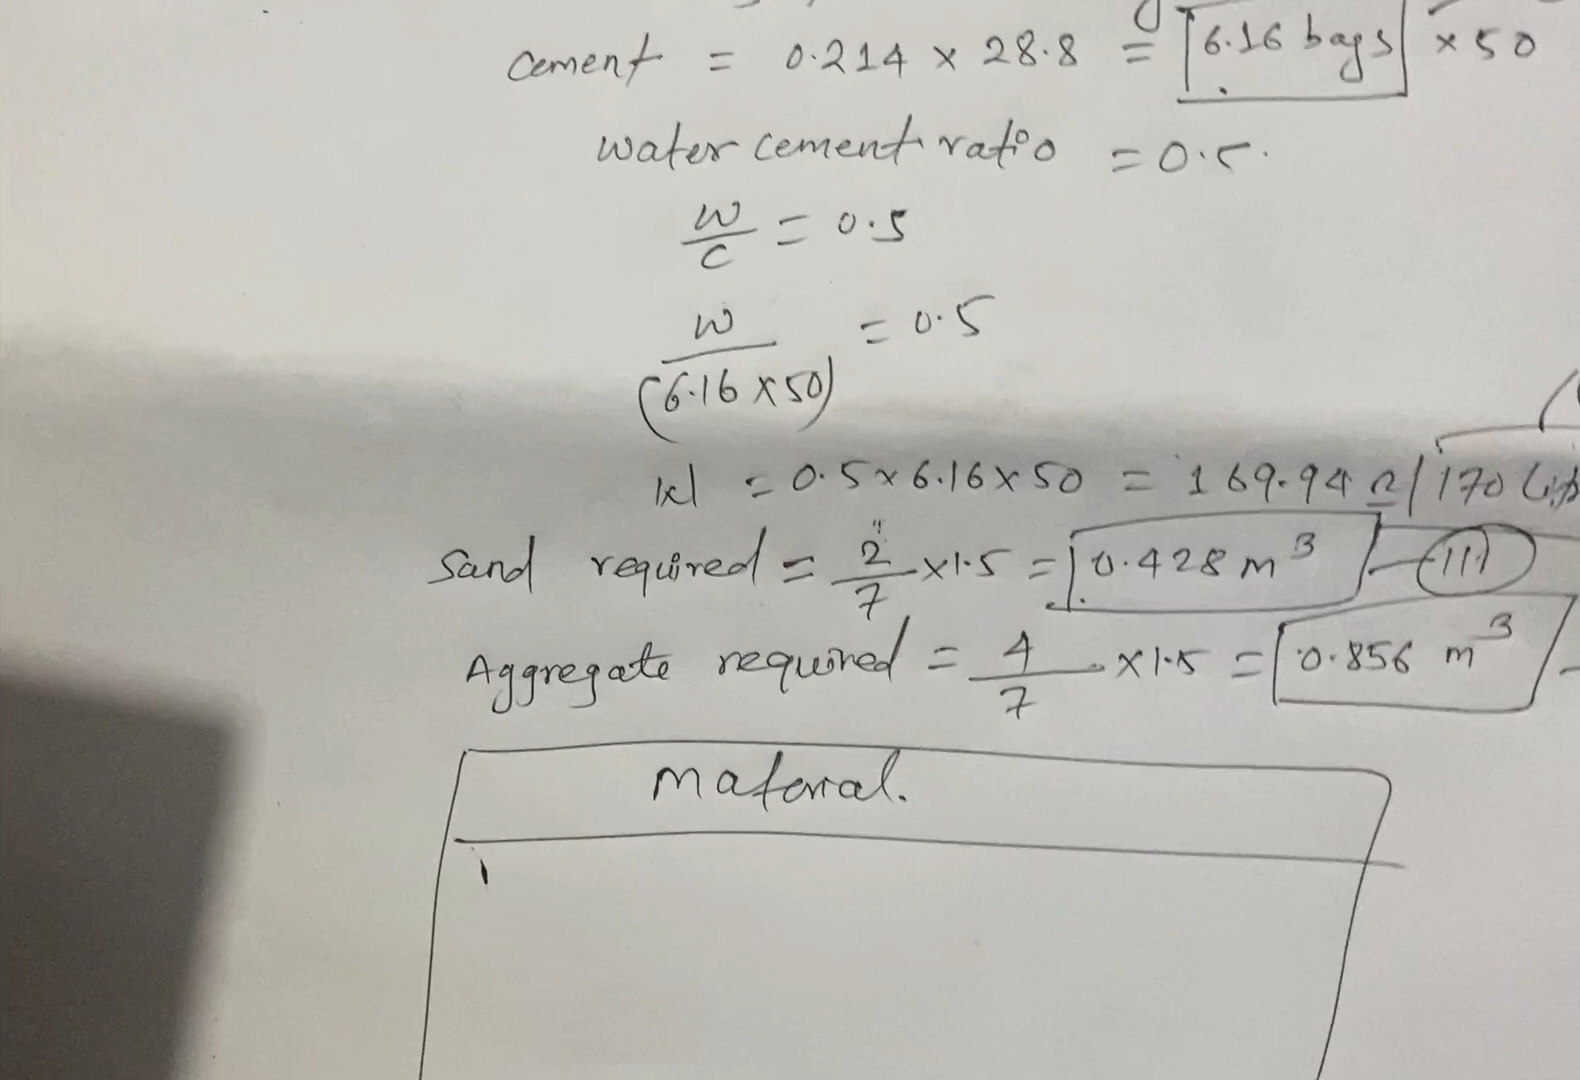 cement = 0.214 × 28.8 = 6.16 bags × 50
water cement ratio = 0.5.
W/C = 0.5
W/(6.16 × 50) = 0.5
W = 0.5 × 6.16 × 50 = 169.94 / 170
Sand required = 2/7 × 1.5 = 0.428 m³ - III
Aggregate required = 4/7 × 1.5 = 0.856 m³
Material.